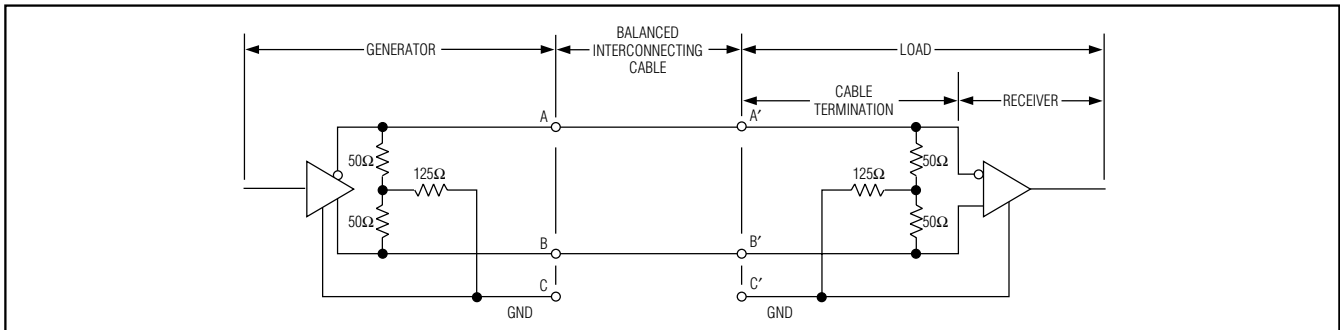 GENERATOR
BALANCED
INTERCONNECTING
CABLE
LOAD
CABLE
TERMINATION
RECEIVER
A
A′
50Ω
125Ω
50Ω
125Ω
50Ω
50Ω
B
B′
C
C′
GND
GND